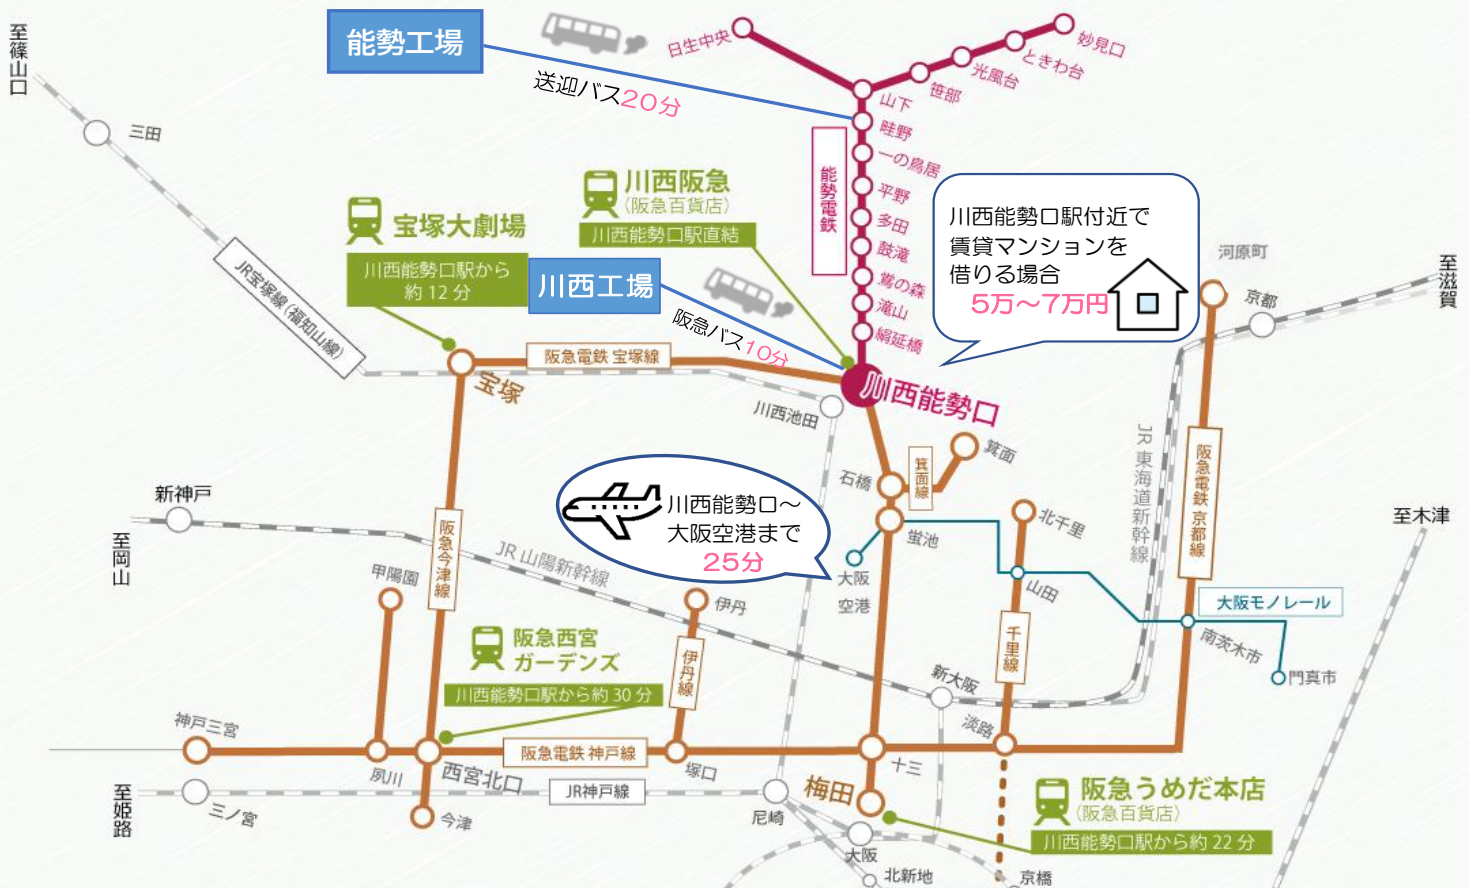 至篠山口
能勢工場
送迎バス20分
日生中央
妙見口
ときわ台
光風台
笹部
山下
畦野
一の鳥居
平野
多田
鼓滝
鶯の森
滝山
絹延橋
能勢電鉄
三田
JR宝塚線(福知山線)
宝塚大劇場
川西能勢口駅から
約12分
川西阪急
(阪急百貨店)
川西能勢口駅直結
川西工場
阪急バス10分
川西能勢口駅付近で
賃貸マンションを
借りる場合
5万～7万円
河原町
京都
至滋賀
阪急電鉄 宝塚線
宝塚
川西能勢口
川西池田
箕面
箕面線
石橋
JR東海道新幹線
阪急電鉄 京都線
新神戸
至岡山
川西能勢口～
大阪空港まで
25分
蛍池
大阪
空港
北千里
山田
至木津
JR山陽新幹線
阪急今津線
甲陽園
伊丹
伊丹線
千里線
大阪モノレール
南茨木市
門真市
阪急西宮
ガーデンズ
川西能勢口駅から約30分
新大阪
淡路
神戸三宮
夙川
西宮北口
阪急電鉄 神戸線
塚口
十三
至姫路
三ノ宮
今津
JR神戸線
尼崎
梅田
阪急うめだ本店
(阪急百貨店)
川西能勢口駅から約22分
大阪
北新地
京橋